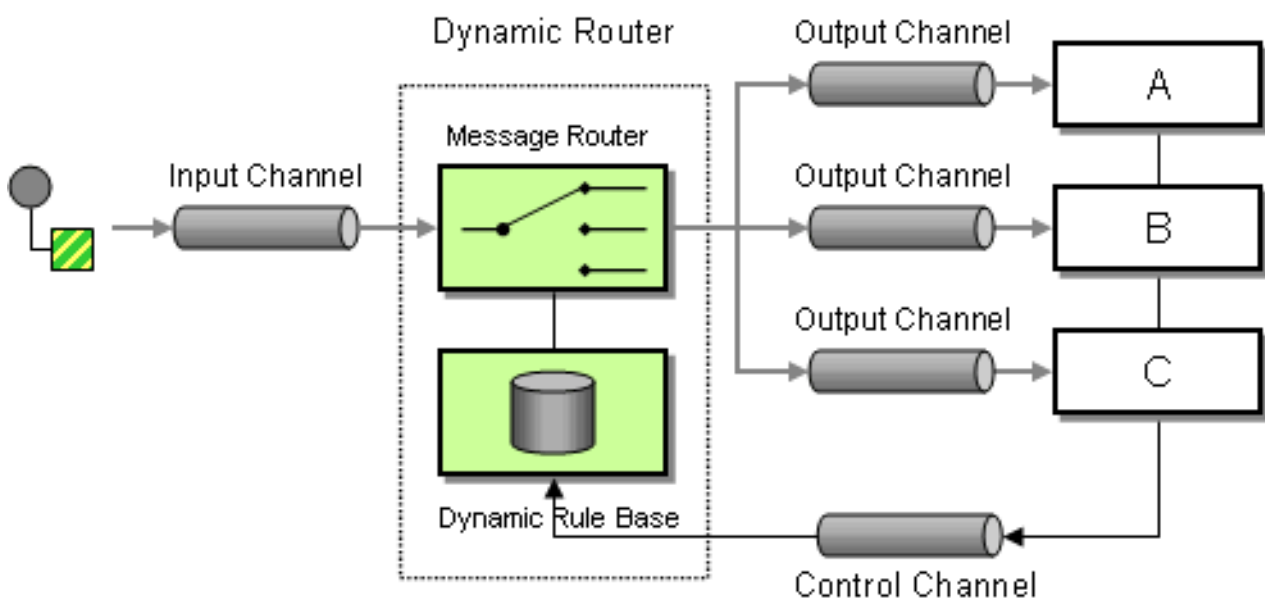 Dynamic Router
Output Channel
A
Message Router
Input Channel
Output Channel
B
Output Channel
C
Dynamic Rule Base
Control Channel